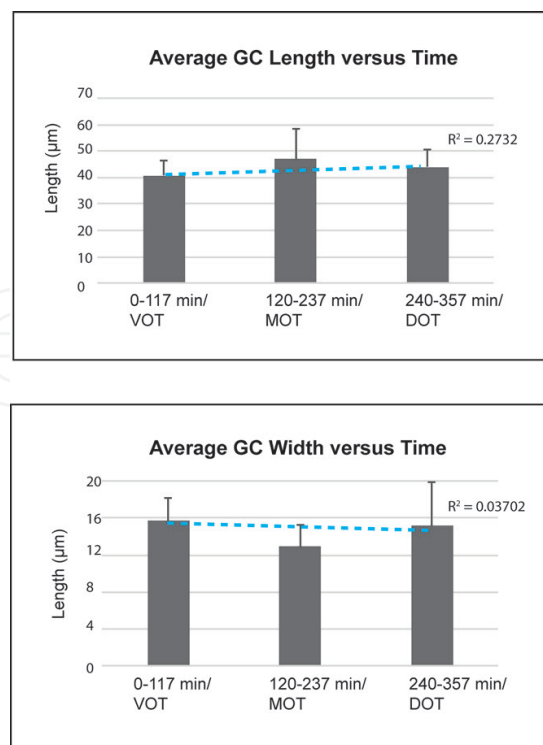 Average GC Length versus Time
70
60
50
40
30
20
10
0
Length (µm)
R² = 0.2732
0-117 min/ 120-237 min/ 240-357 min/
VOT MOT DOT
Average GC Width versus Time
20
16
12
8
4
0
Length (µm)
R² = 0.03702
0-117 min/ 120-237 min/ 240-357 min/
VOT MOT DOT